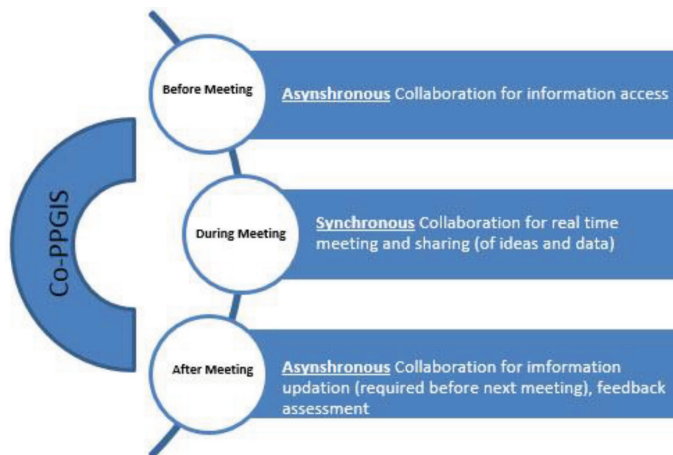 Co-PPGIS
Before Meeting
Asynshronous Collaboration for information access
During Meeting
Synchronous Collaboration for real time
meeting and sharing (of ideas and data)
After Meeting
Asynshronous Collaboration for imformation
updation (required before next meeting), feedback
assessment